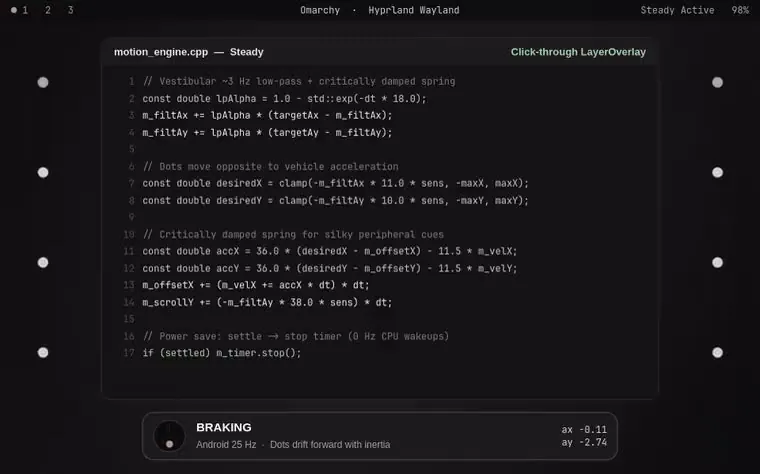 1 2 3 Omarchy · Hyprland Wayland Steady Active 98%
motion_engine.cpp — Steady Click-through LayerOverlay
1 // Vestibular ~3 Hz low-pass + critically damped spring
2 const double lpAlpha = 1.0 - std::exp(-dt * 18.0);
3 m_filtAx += lpAlpha * (targetAx - m_filtAx);
4 m_filtAy += lpAlpha * (targetAy - m_filtAy);
5
6 // Dots move opposite to vehicle acceleration
7 const double desiredX = clamp(-m_filtAx * 11.0 * sens, -maxX, maxX);
8 const double desiredY = clamp(-m_filtAy * 10.0 * sens, -maxY, maxY);
9
10 // Critically damped spring for silky peripheral cues
11 const double accX = 36.0 * (desiredX - m_offsetX) - 11.5 * m_velX;
12 const double accY = 36.0 * (desiredY - m_offsetY) - 11.5 * m_velY;
13 m_offsetX += (m_velX += accX * dt) * dt;
14 m_scrollY += (-m_filtAy * 38.0 * sens) * dt;
15
16 // Power save: settle → stop timer (0 Hz CPU wakeups)
17 if (settled) m_timer.stop();
BRAKING
Android 25 Hz · Dots drift forward with inertia
ax -0.11
ay -2.74